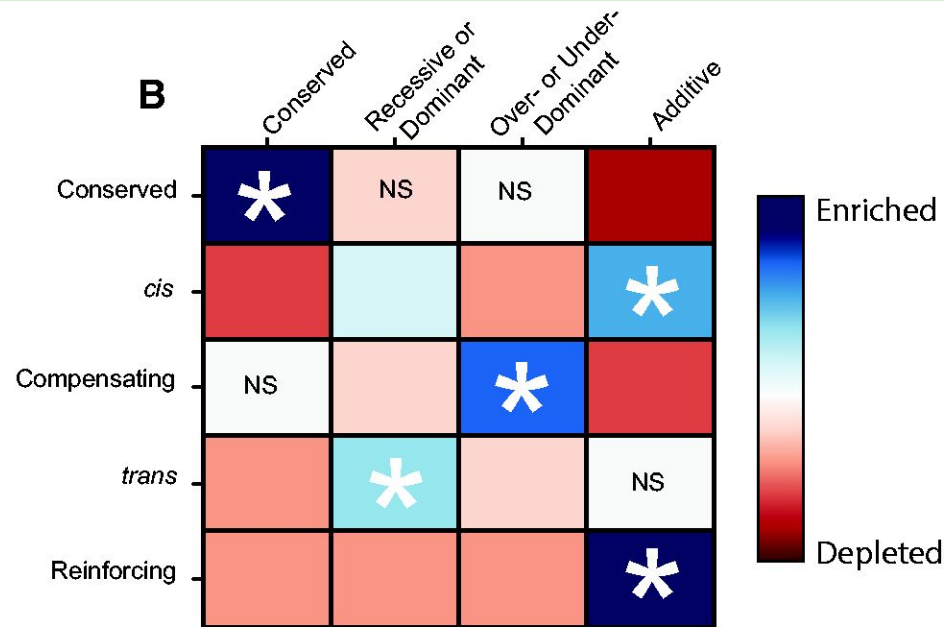 B
Conserved
Recessive or
Dominant
Over- or Under-
Dominant
Additive
Conserved
*
NS
NS
cis
*
Compensating
NS
*
trans
*
NS
Reinforcing
*
Enriched
Depleted